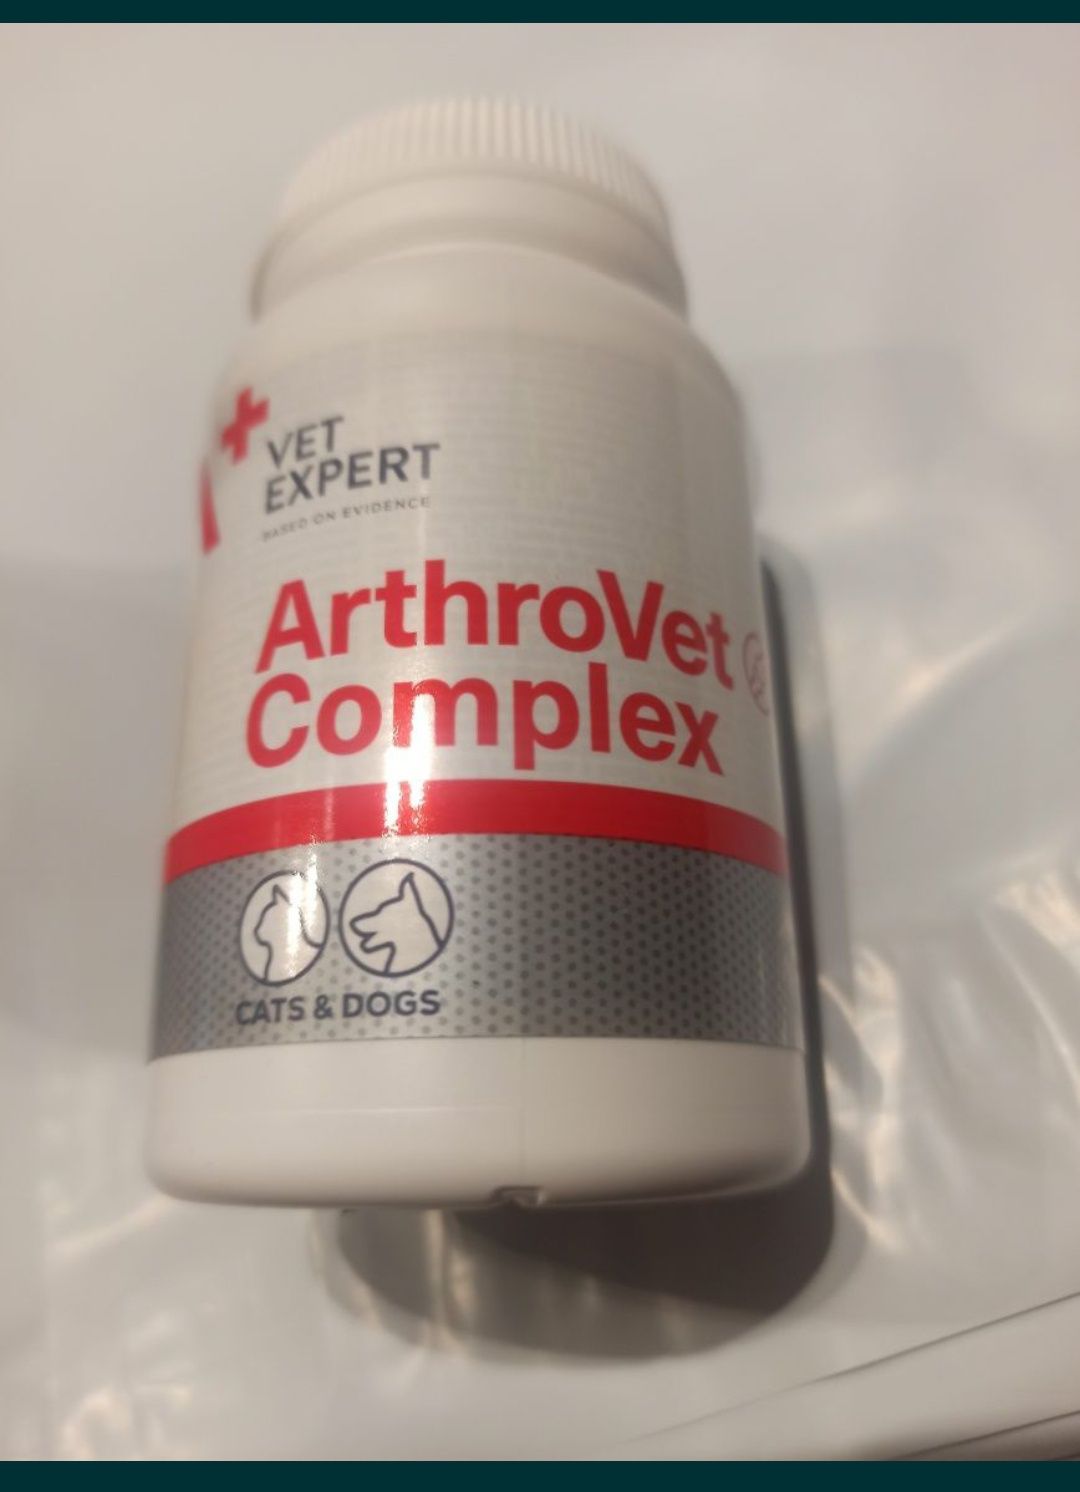 VET
EXPERT
BASED ON EVIDENCE
ArthroVet
Complex
CATS & DOGS